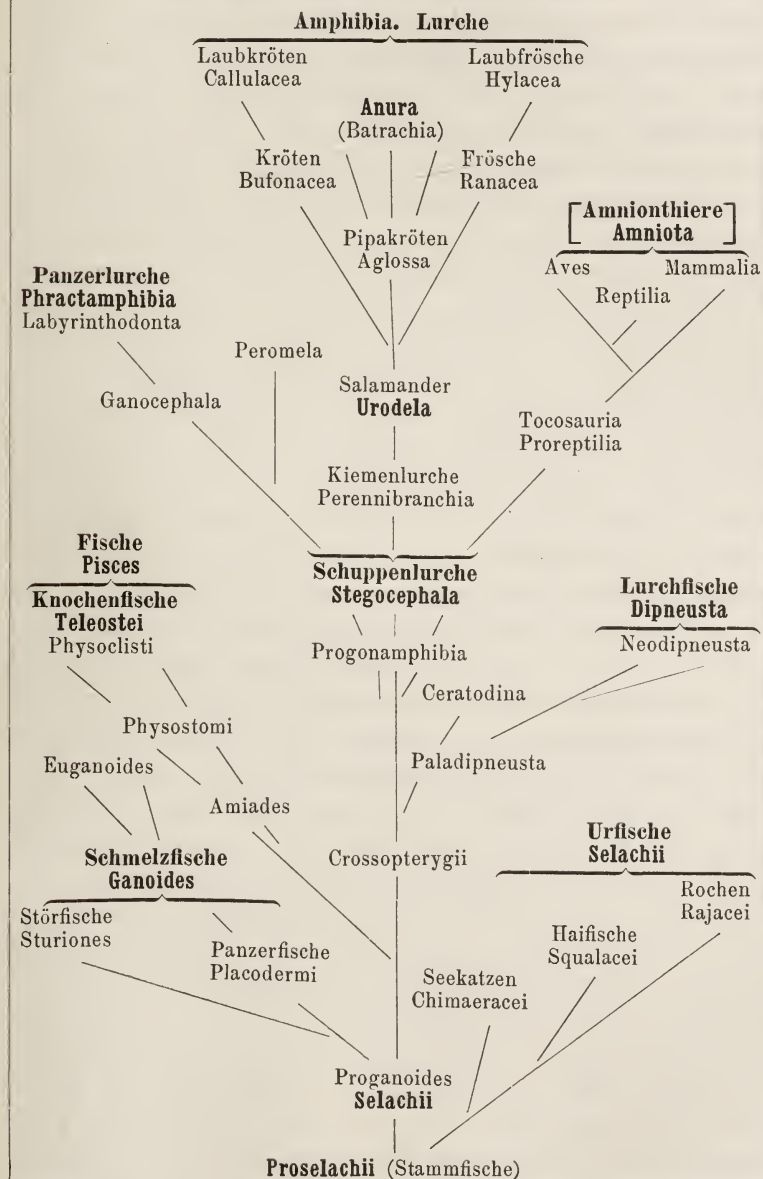 Amphibia. Lurche
Laubkröten
Callulacea
Laubfrösche
Hylacea
Anura
(Batrachia)
Kröten
Bufonacea
Frösche
Ranacea
Pipakröten
Aglossa
[Amnionthiere]
Amniota
Aves
Mammalia
Reptilia
Panzerlurche
Phractamphibia
Labyrinthodonta
Peromela
Ganocephala
Salamander
Urodela
Tocosauria
Proreptilia
Kiemenlurche
Perennibranchia
Fische
Pisces
Knochenfische
Teleostei
Physoclisti
Schuppenlurche
Stegocephala
Lurchfische
Dipneusta
Neodipneusta
Progonamphibia
Ceratodina
Physostomi
Paladipneusta
Euganoides
Amiades
Schmelzfische
Ganoides
Crossopterygii
Urfische
Selachii
Störfische
Sturiones
Panzerfische
Placodermi
Rochen
Rajacei
Haifische
Squalacei
Seekatzen
Chimaeracei
Proganoides
Selachii
Proselachii (Stammfische)